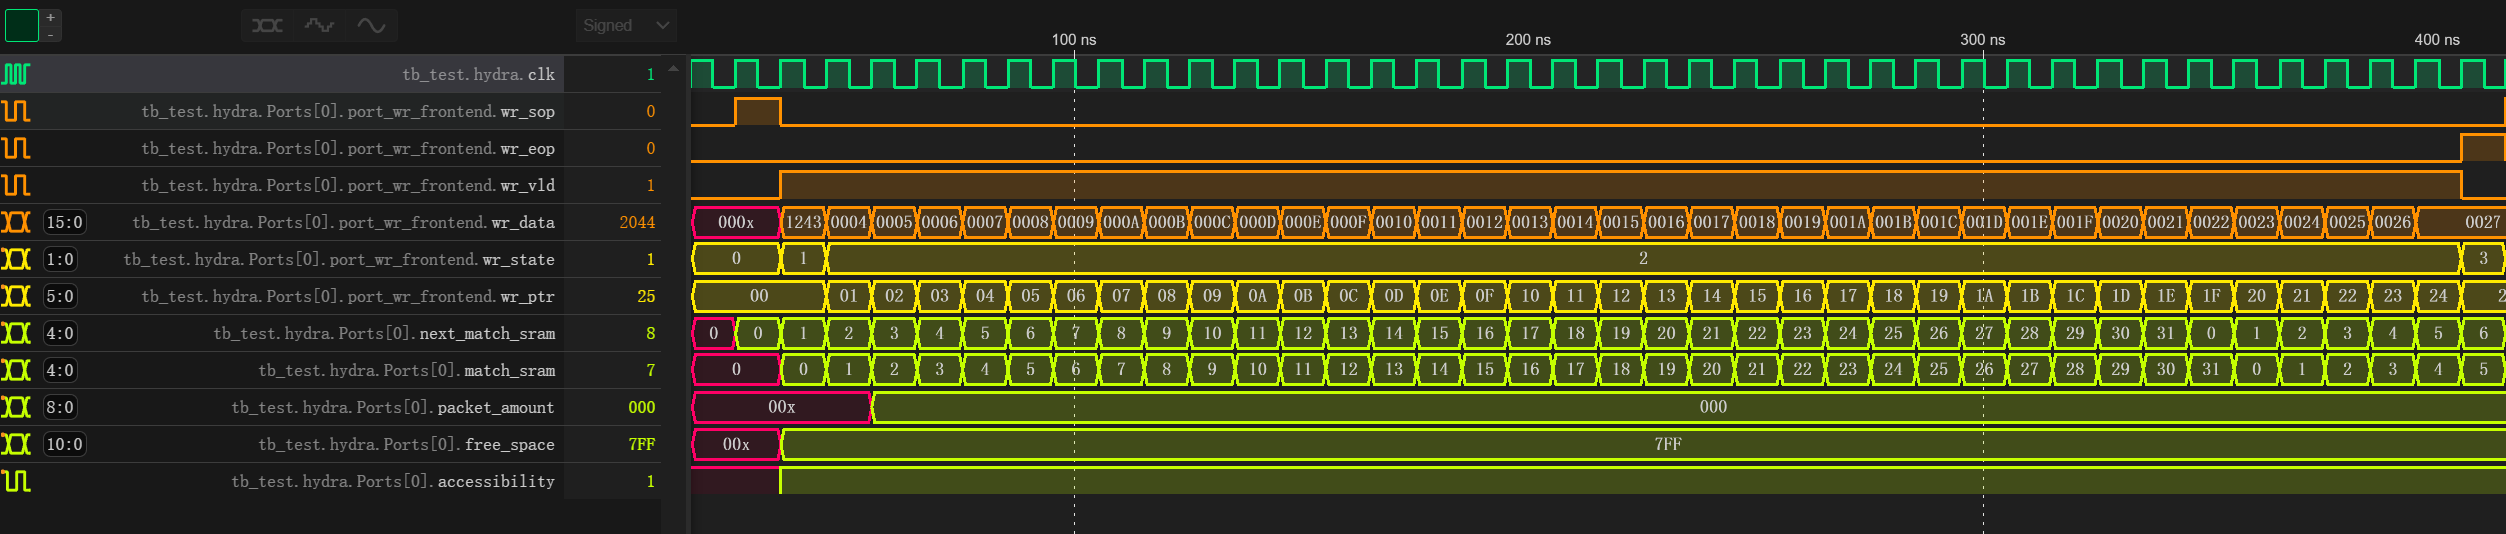 +
-
Signed
100 ns 200 ns 300 ns 400 ns
tb_test.hydra.clk 1
tb_test.hydra.Ports[0].port_wr_frontend.wr_sop 0
tb_test.hydra.Ports[0].port_wr_frontend.wr_eop 0
tb_test.hydra.Ports[0].port_wr_frontend.wr_vld 1
15:0 tb_test.hydra.Ports[0].port_wr_frontend.wr_data 2044 000x 1243 0004 0005 0006 0007 0008 0009 000A 000B 000C 000D 000E 000F 0010 0011 0012 0013 0014 0015 0016 0017 0018 0019 001A 001B 001C 001D 001E 001F 0020 0021 0022 0023 0024 0025 0026 0027
1:0 tb_test.hydra.Ports[0].port_wr_frontend.wr_state 1 0 1 2 3
5:0 tb_test.hydra.Ports[0].port_wr_frontend.wr_ptr 25 00 01 02 03 04 05 06 07 08 09 0A 0B 0C 0D 0E 0F 10 11 12 13 14 15 16 17 18 19 1A 1B 1C 1D 1E 1F 20 21 22 23 24 2
4:0 tb_test.hydra.Ports[0].next_match_sram 8 0 0 1 2 3 4 5 6 7 8 9 10 11 12 13 14 15 16 17 18 19 20 21 22 23 24 25 26 27 28 29 30 31 0 1 2 3 4 5 6
4:0 tb_test.hydra.Ports[0].match_sram 7 0 0 1 2 3 4 5 6 7 8 9 10 11 12 13 14 15 16 17 18 19 20 21 22 23 24 25 26 27 28 29 30 31 0 1 2 3 4 5
8:0 tb_test.hydra.Ports[0].packet_amount 000 00x 000
10:0 tb_test.hydra.Ports[0].free_space 7FF 00x 7FF
tb_test.hydra.Ports[0].accessibility 1